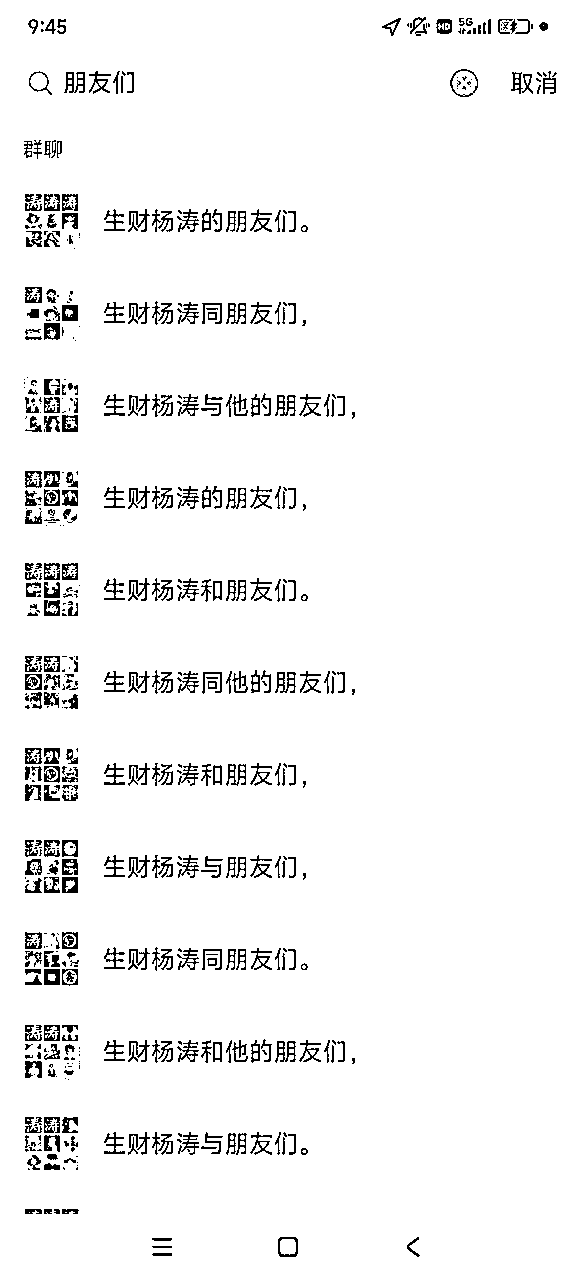 9:45
HD 5G
朋友们
取消
群聊
生财杨涛的朋友们。
生财杨涛同朋友们，
生财杨涛与他的朋友们，
生财杨涛的朋友们，
生财杨涛和朋友们。
生财杨涛同他的朋友们，
生财杨涛和朋友们，
生财杨涛与朋友们，
生财杨涛同朋友们。
生财杨涛和他的朋友们，
生财杨涛与朋友们。